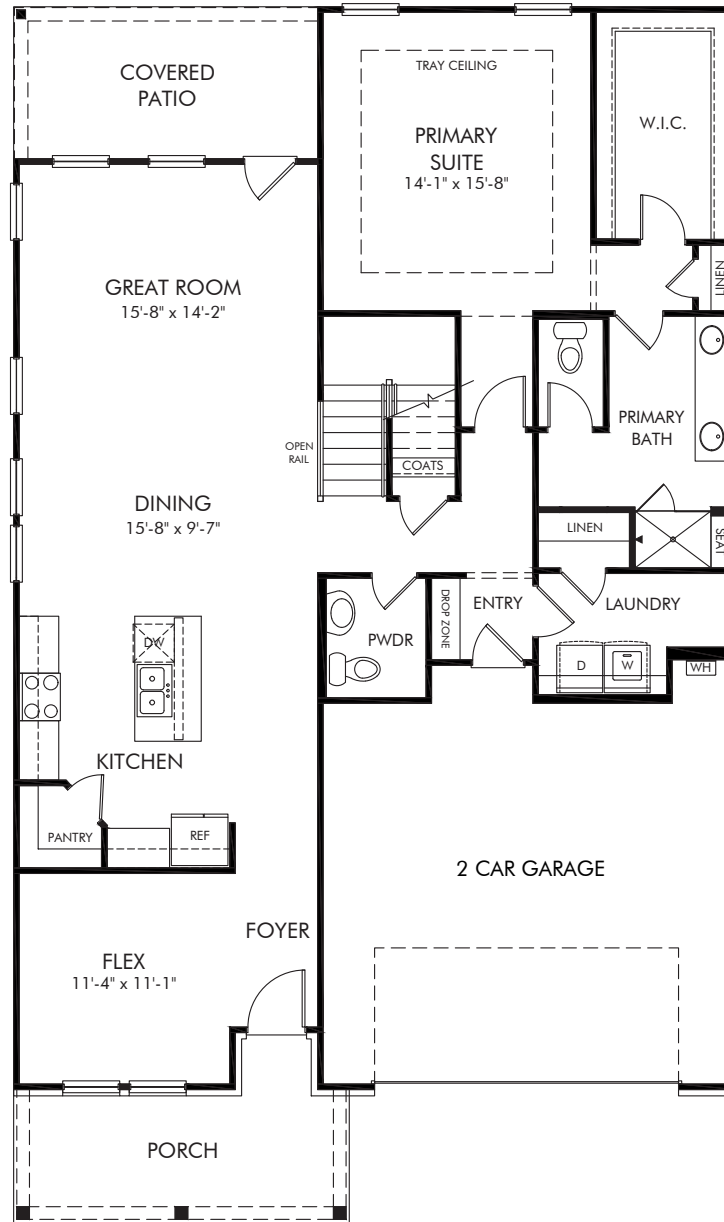 COVERED
PATIO
TRAY CEILING
PRIMARY
SUITE
14'-1" x 15'-8"
W.I.C.
LINEN
GREAT ROOM
15'-8" x 14'-2"
PRIMARY
BATH
OPEN
RAIL
COATS
DINING
15'-8" x 9'-7"
LINEN
SEAT
DROP ZONE
ENTRY
LAUNDRY
PWDR
DW
D
W
WH
KITCHEN
PANTRY
REF
2 CAR GARAGE
FOYER
FLEX
11'-4" x 11'-1"
PORCH